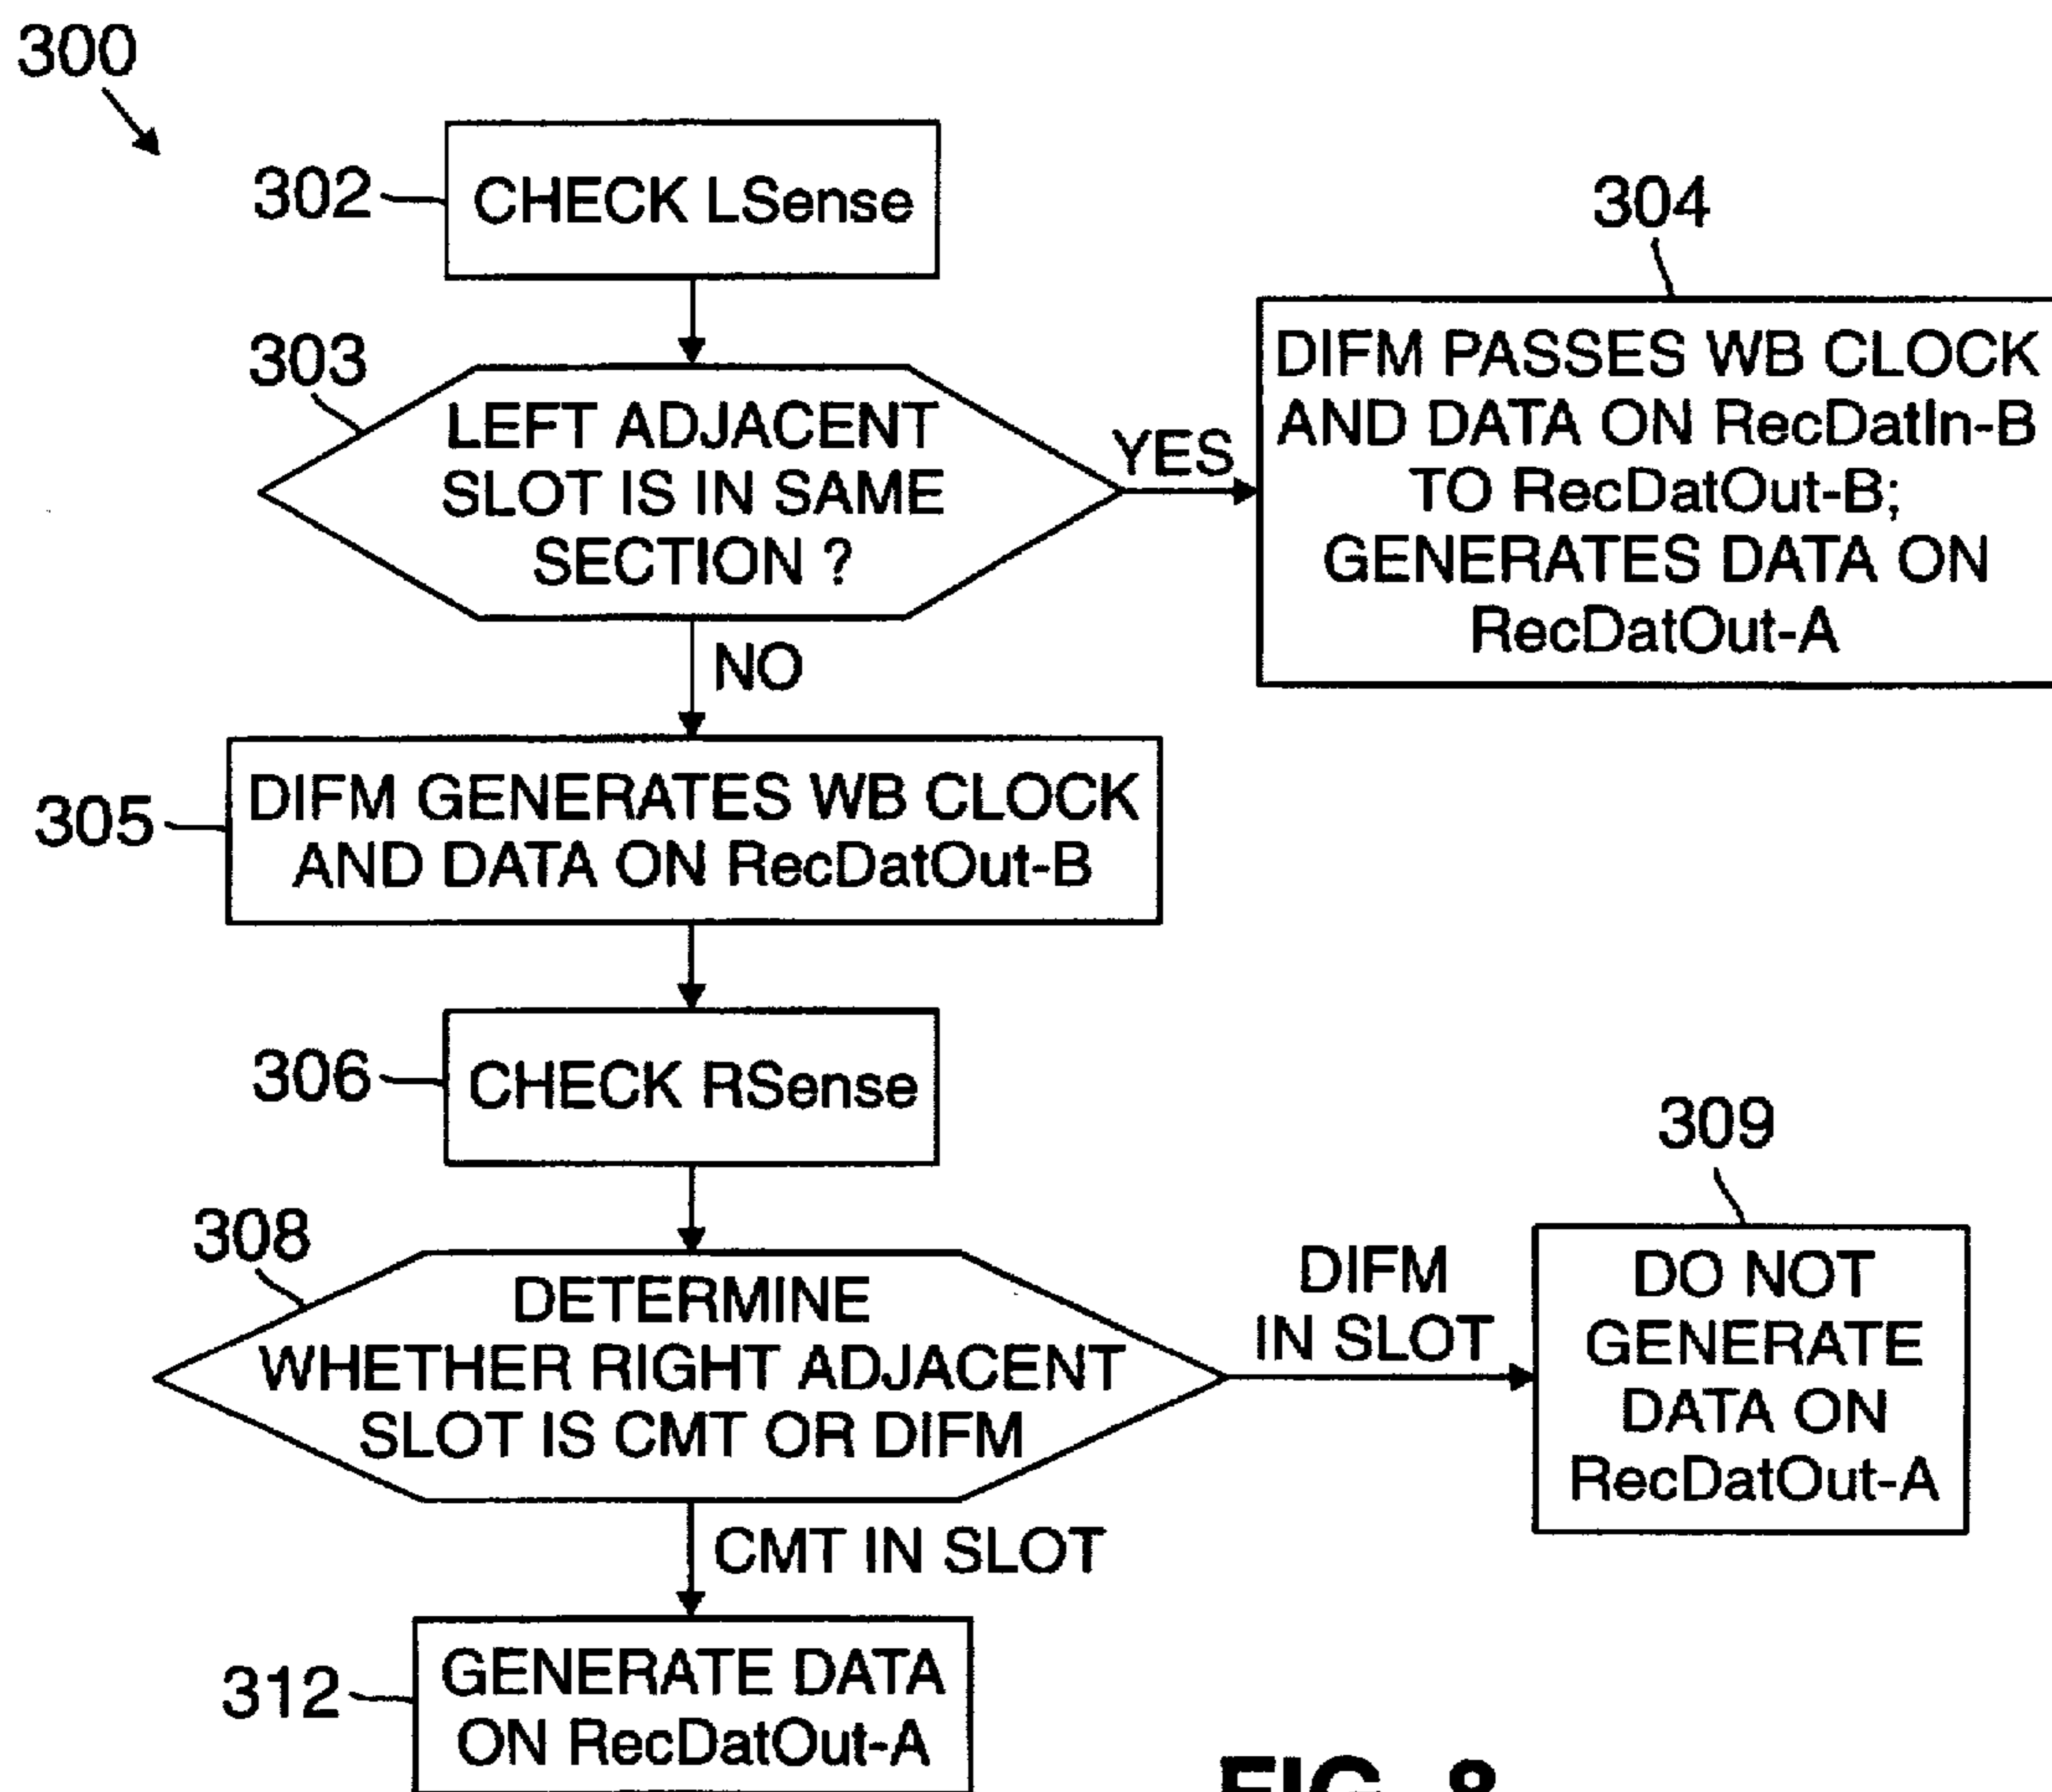 300
302
CHECK LSense
304
303
LEFT ADJACENT
SLOT IS IN SAME
SECTION ?
YES
DIFM PASSES WB CLOCK
AND DATA ON RecDatIn-B
TO RecDatOut-B;
GENERATES DATA ON
RecDatOut-A
NO
305
DIFM GENERATES WB CLOCK
AND DATA ON RecDatOut-B
306
CHECK RSense
309
308
DETERMINE
WHETHER RIGHT ADJACENT
SLOT IS CMT OR DIFM
DIFM
IN SLOT
DO NOT
GENERATE
DATA ON
RecDatOut-A
CMT IN SLOT
312
GENERATE DATA
ON RecDatOut-A
FIG. 8